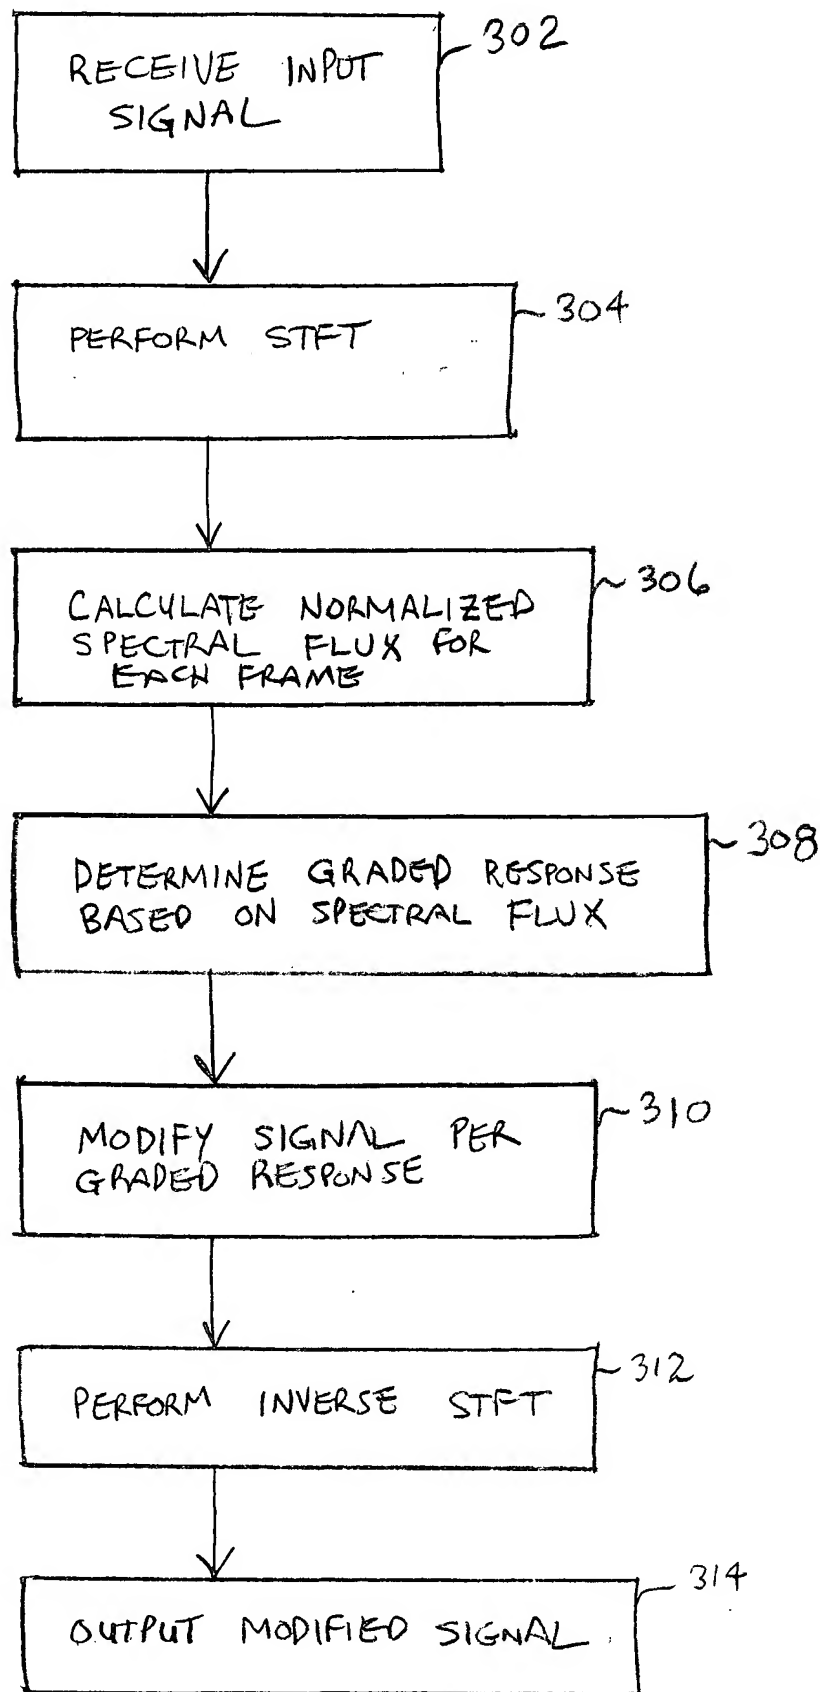 RECEIVE INPUT
SIGNAL
302
PERFORM STFT
304
CALCULATE NORMALIZED
SPECTRAL FLUX FOR
EACH FRAME
306
DETERMINE GRADED RESPONSE
BASED ON SPECTRAL FLUX
308
MODIFY SIGNAL PER
GRADED RESPONSE
310
PERFORM INVERSE STFT
312
OUTPUT MODIFIED SIGNAL
314